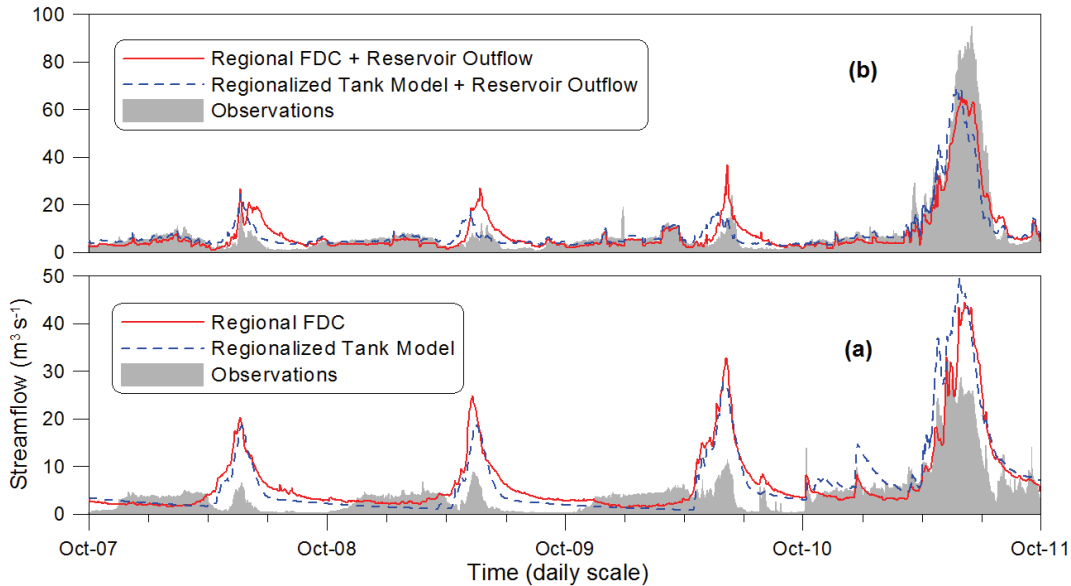 100
80
60
40
20
0
Regional FDC + Reservoir Outflow
Regionalized Tank Model + Reservoir Outflow
Observations
(b)
50
40
30
20
10
0
Regional FDC
Regionalized Tank Model
Observations
(a)
Streamflow (m³ s⁻¹)
Oct-07 Oct-08 Oct-09 Oct-10 Oct-11
Time (daily scale)